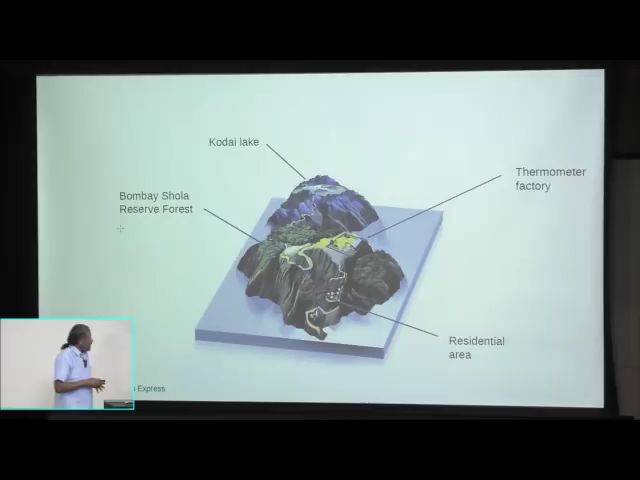 Kodai lake
Thermometer
factory
Bombay Shola
Reserve Forest
Residential
area
Express